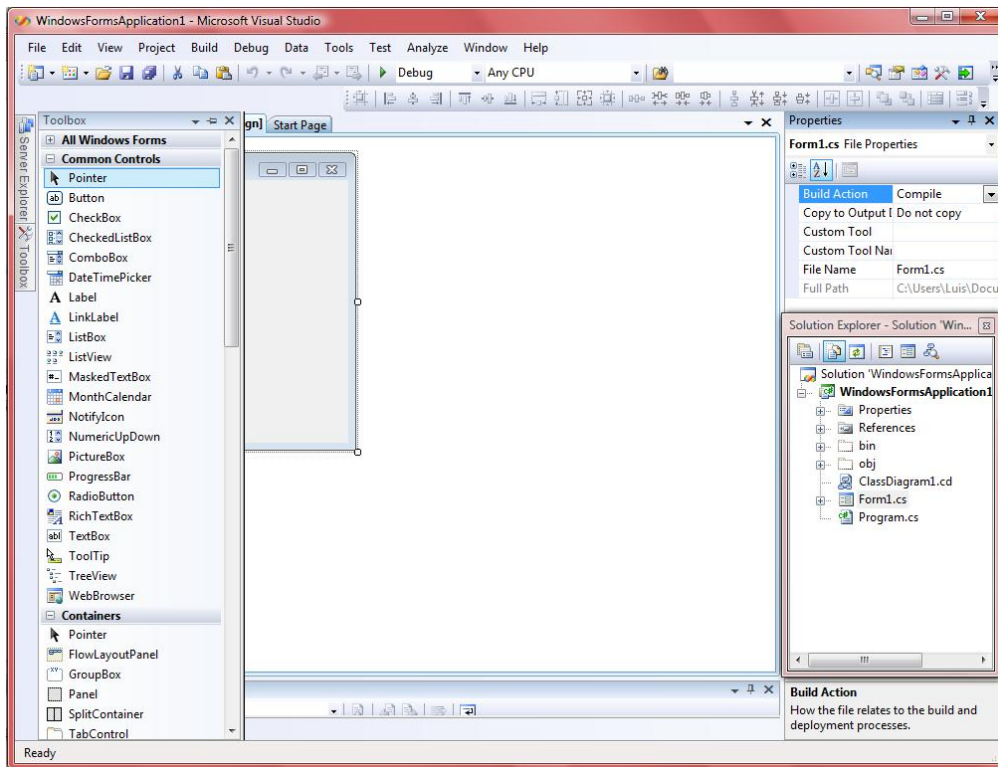 WindowsFormsApplication1 - Microsoft Visual Studio
File Edit View Project Build Debug Data Tools Test Analyze Window Help
Debug Any CPU
Server Explorer
Toolbox
Toolbox
All Windows Forms
Common Controls
Pointer
Button
CheckBox
CheckedListBox
ComboBox
DateTimePicker
Label
LinkLabel
ListBox
ListView
MaskedTextBox
MonthCalendar
NotifyIcon
NumericUpDown
PictureBox
ProgressBar
RadioButton
RichTextBox
TextBox
ToolTip
TreeView
WebBrowser
Containers
Pointer
FlowLayoutPanel
GroupBox
Panel
SplitContainer
TabControl
gn] Start Page
Properties
Form1.cs File Properties
Build Action Compile
Copy to Output D Do not copy
Custom Tool
Custom Tool Nar
File Name Form1.cs
Full Path C:\Users\Luis\Docu
Solution Explorer - Solution 'Win...
Solution 'WindowsFormsApplica
WindowsFormsApplication1
Properties
References
bin
obj
ClassDiagram1.cd
Form1.cs
Program.cs
Build Action
How the file relates to the build and
deployment processes.
Ready